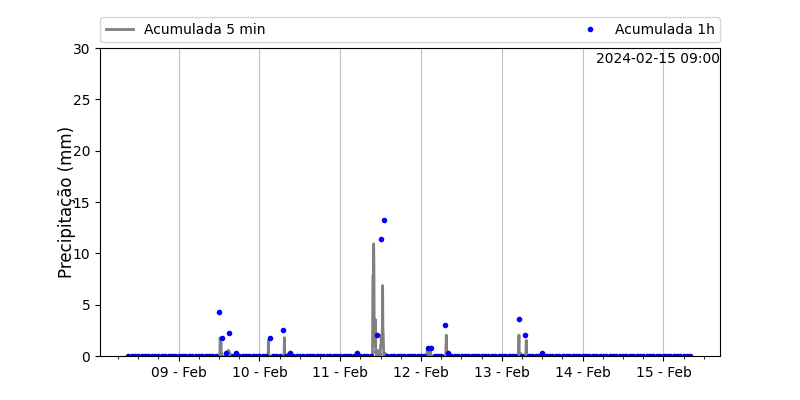 Acumulada 5 min
Acumulada 1h
2024-02-15 09:00
Precipitação (mm)
30
25
20
15
10
5
0
09 - Feb
10 - Feb
11 - Feb
12 - Feb
13 - Feb
14 - Feb
15 - Feb